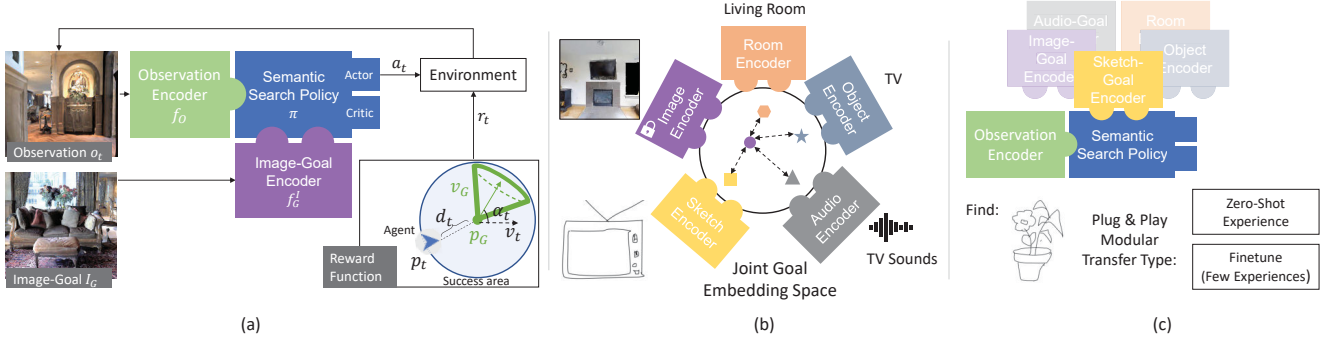 Observation
Encoder
f_O
Semantic
Search Policy
π
Actor
Critic
a_t
Environment
r_t
Observation o_t
Image-Goal
Encoder
f_G^I
Image-Goal I_G
v_G
α_t
d_t
v_t
Agent
p_G
p_t
Reward
Function
Success area
(a)
Living Room
Room
Encoder
Image
Encoder
Object
Encoder
TV
Sketch
Encoder
Audio
Encoder
TV Sounds
Joint Goal
Embedding Space
(b)
Audio-Goal
Room
Image-
Goal
Encod
Object
Encoder
Sketch-
Goal
Encoder
Observation
Encoder
Semantic
Search Policy
Find:
Plug & Play
Modular
Transfer Type:
Zero-Shot
Experience
Finetune
(Few Experiences)
(c)